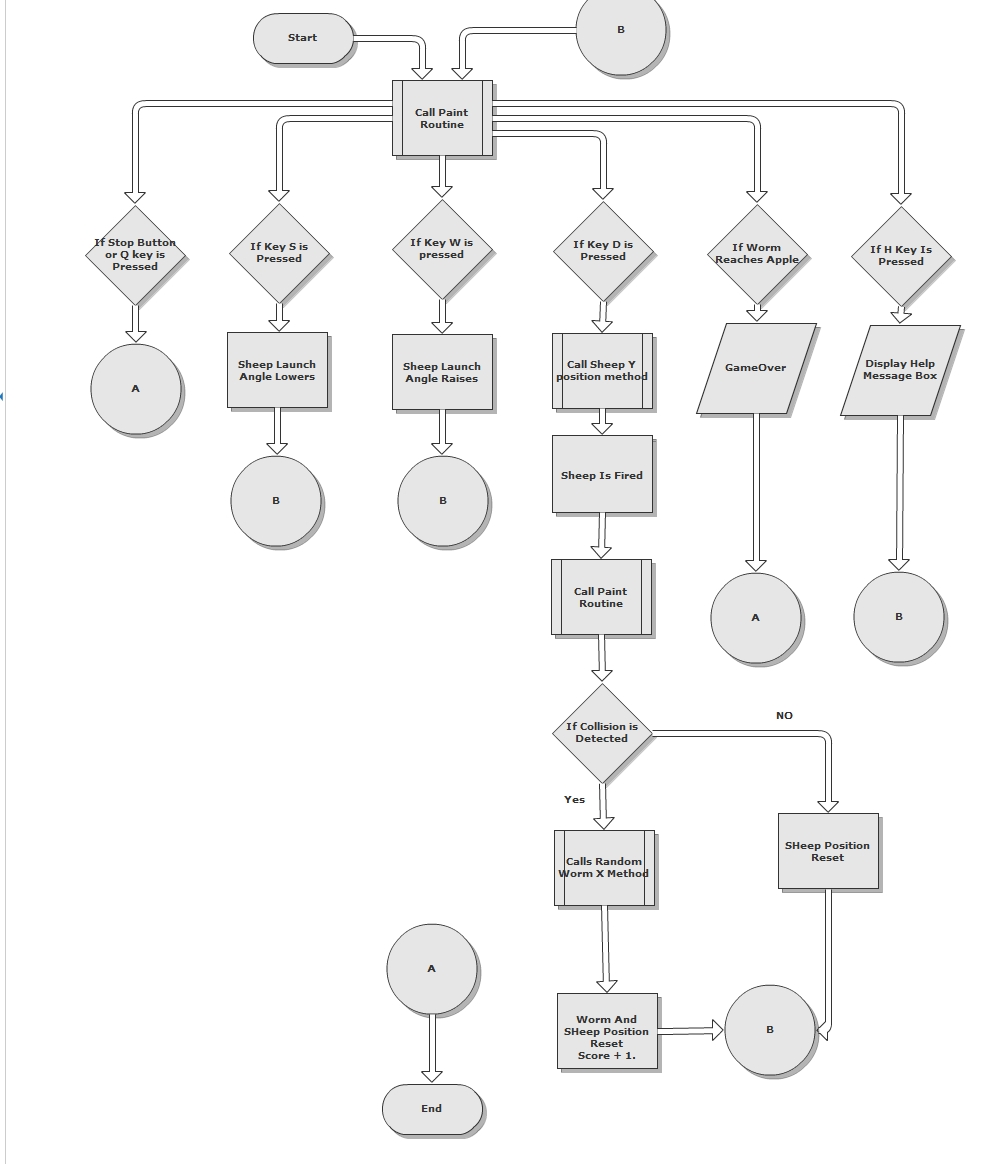 Start
B
Call Paint
Routine
If Stop Button
or Q key is
Pressed
If Key S is
Pressed
If Key W is
pressed
If Key D is
Pressed
If Worm
Reaches Apple
If H Key Is
Pressed
A
Sheep Launch
Angle Lowers
Sheep Launch
Angle Raises
Call Sheep Y
position method
GameOver
Display Help
Message Box
B
B
Sheep Is Fired
Call Paint
Routine
A
B
If Collision is
Detected
NO
Yes
Calls Random
Worm X Method
SHeep Position
Reset
A
Worm And
SHeep Position
Reset
Score + 1.
B
End